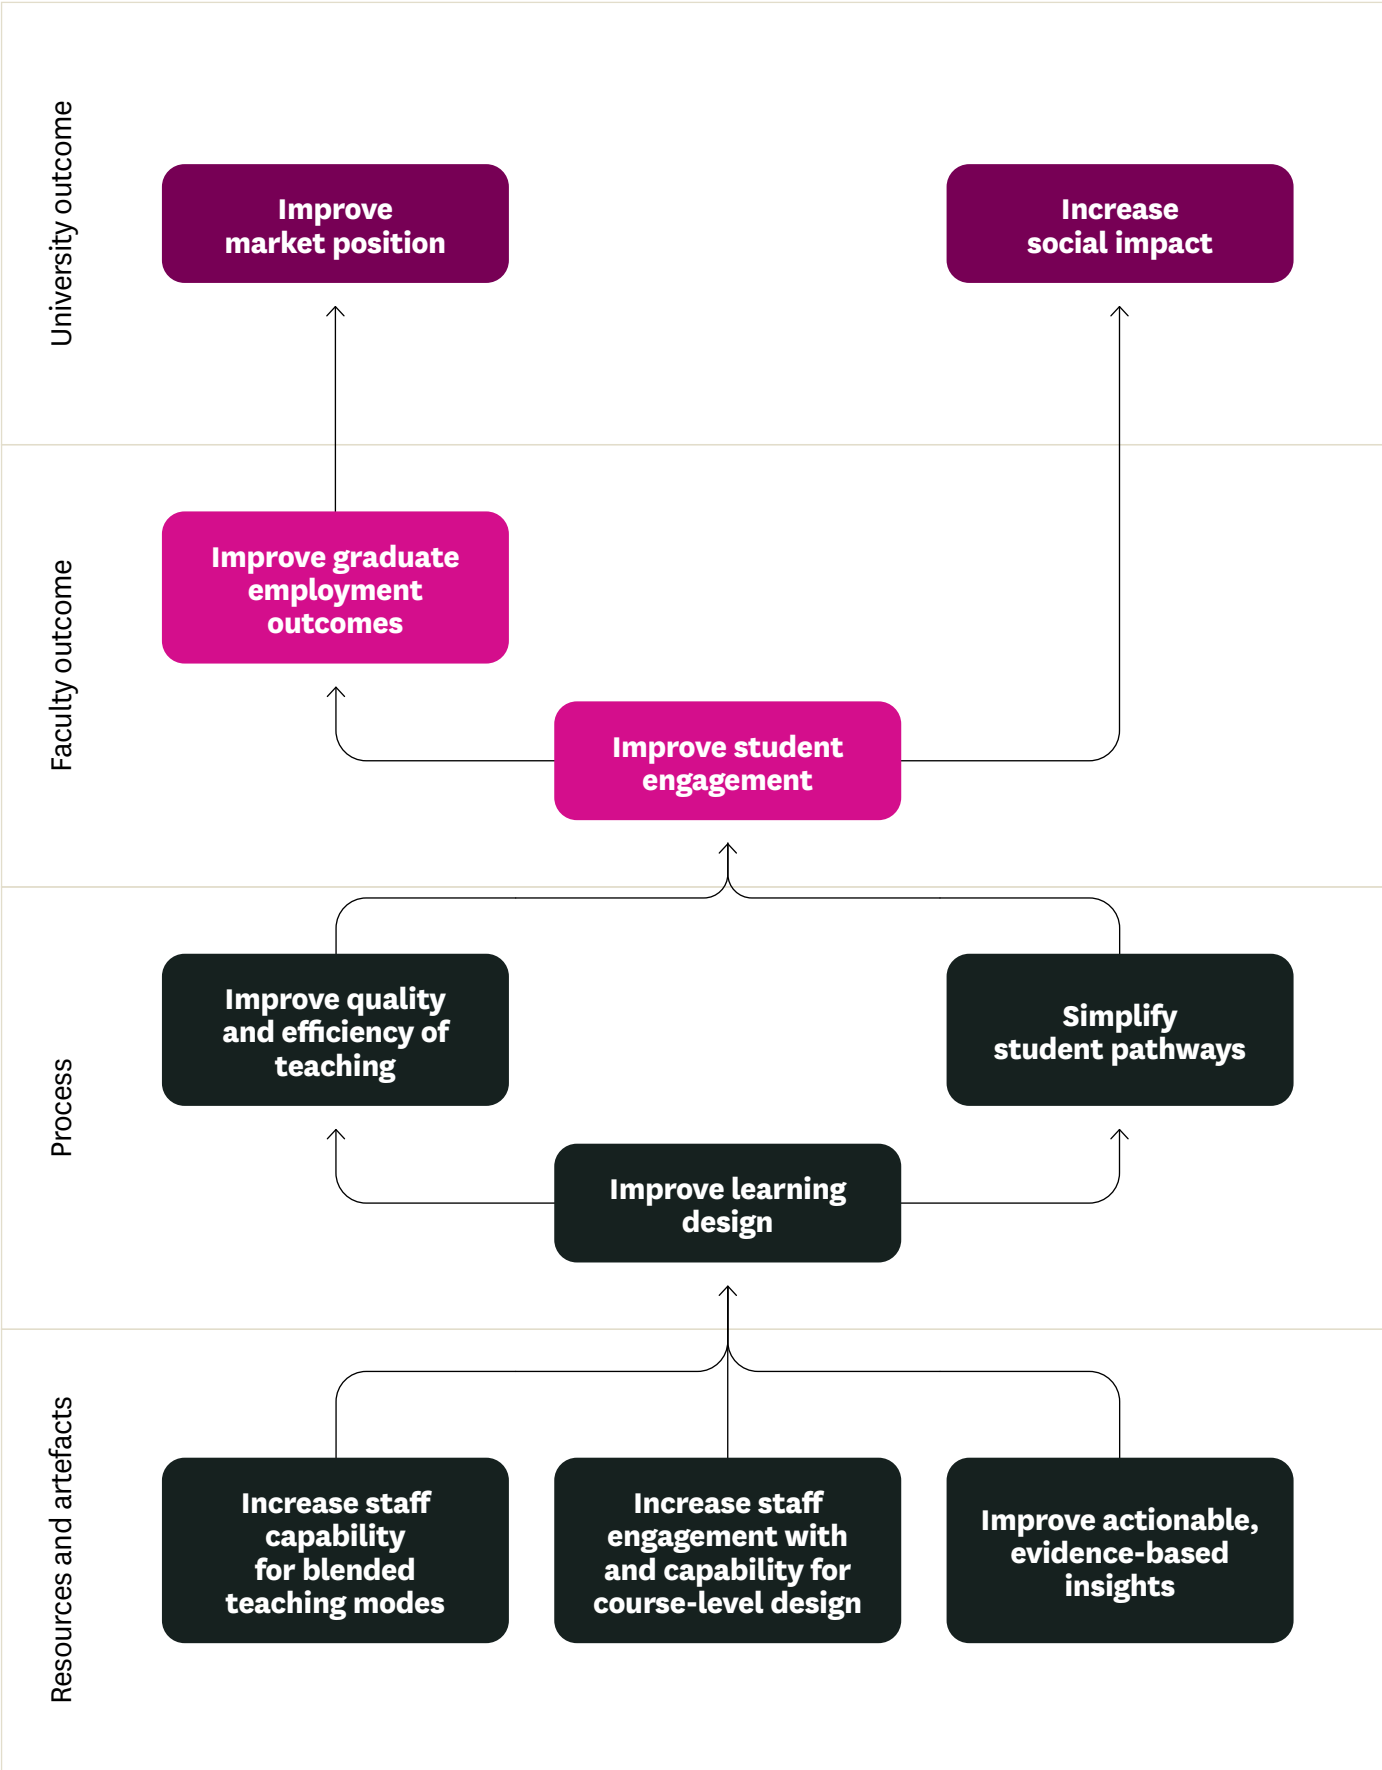 University outcome
Improve
market position
Increase
social impact
Faculty outcome
Improve graduate
employment
outcomes
Improve student
engagement
Process
Improve quality
and efficiency of
teaching
Simplify
student pathways
Improve learning
design
Resources and artefacts
Increase staff
capability
for blended
teaching modes
Increase staff
engagement with
and capability for
course-level design
Improve actionable,
evidence-based
insights